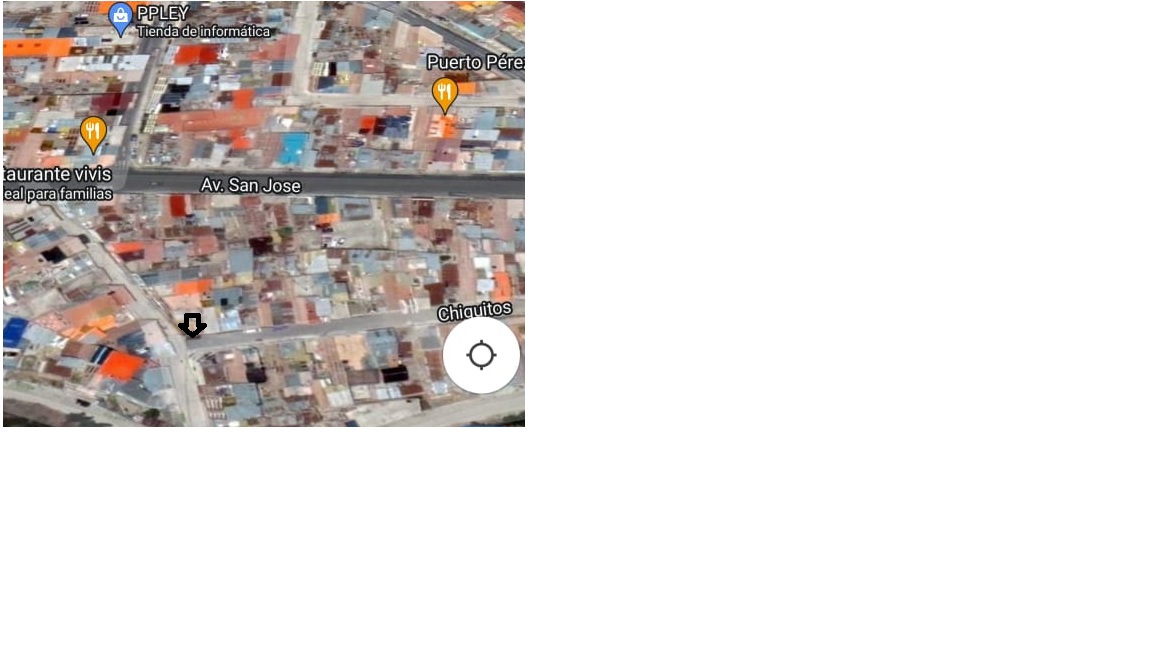 PPLEY
Tienda de informática
Puerto Pérez
taurante vivis
eal para familias
Av. San Jose
Chiquitos